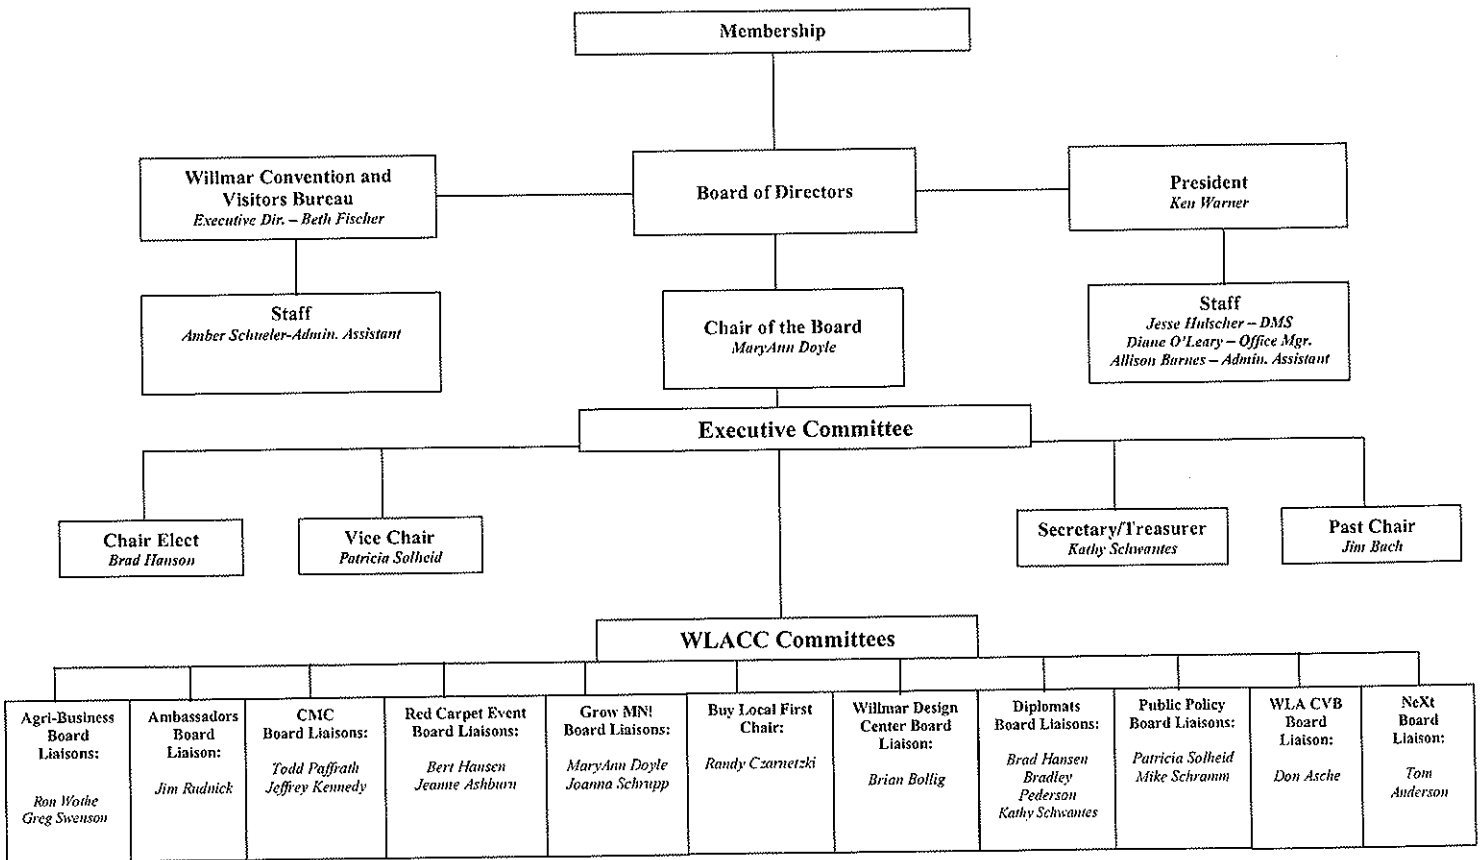 Membership
Willmar Convention and
Visitors Bureau
Executive Dir. – Beth Fischer
Board of Directors
President
Ken Warner
Staff
Amber Schueler-Admin. Assistant
Chair of the Board
MaryAnn Doyle
Staff
Jesse Hulscher – DMS
Diane O'Leary – Office Mgr.
Allison Barnes – Admin. Assistant
Executive Committee
Chair Elect
Brad Hanson
Vice Chair
Patricia Solheid
Secretary/Treasurer
Kathy Schwantes
Past Chair
Jim Bach
WLACC Committees
Agri-Business
Board
Liaisons:
Ron Wothe
Greg Swenson
Ambassadors
Board
Liaison:
Jim Rudnick
CMC
Board Liaisons:
Todd Paffrath
Jeffrey Kennedy
Red Carpet Event
Board Liaisons:
Bert Hansen
Jeanne Ashburn
Grow MN!
Board Liaisons:
MaryAnn Doyle
Joanna Schrupp
Buy Local First
Chair:
Randy Czarnetzki
Willmar Design
Center Board
Liaison:
Brian Bollig
Diplomats
Board Liaisons:
Brad Hansen
Bradley
Pederson
Kathy Schwantes
Public Policy
Board Liaisons:
Patricia Solheid
Mike Schramm
WLA CVB
Board
Liaison:
Don Asche
NeXt
Board
Liaison:
Tom
Anderson